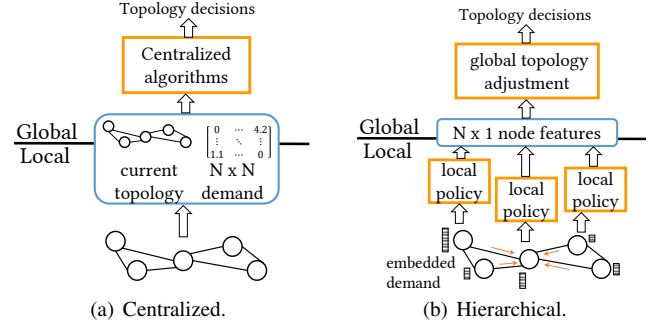 Topology decisions
Centralized
algorithms
Global
Local
0 ⋯ 4.2
⋮ ⋱ ⋮
1.1 ⋯ 0
current
topology
N x N
demand
(a) Centralized.
Topology decisions
global topology
adjustment
Global
Local
N x 1 node features
local
policy
local
policy
local
policy
embedded
demand
(b) Hierarchical.